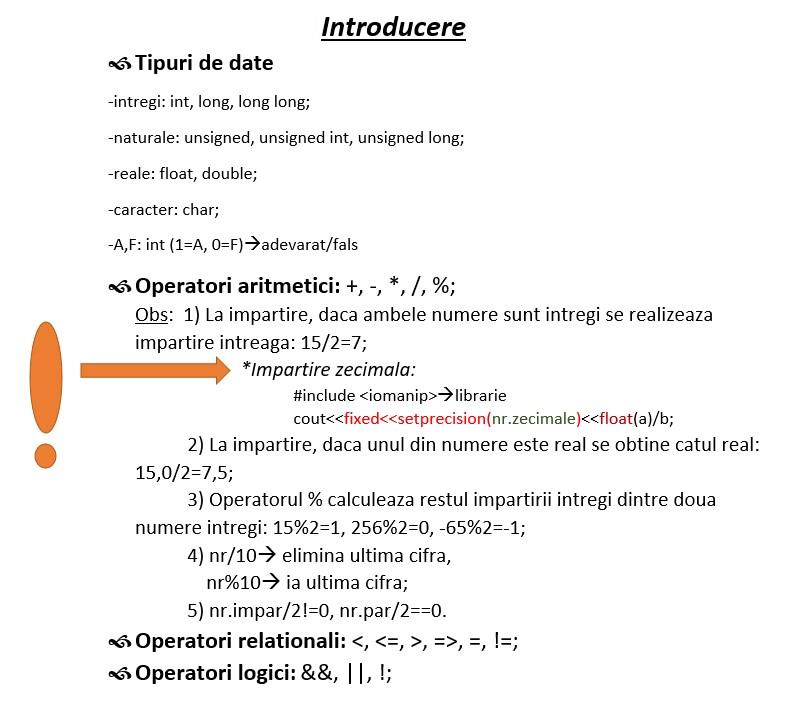 Introducere
Tipuri de date
-intregi: int, long, long long;
-naturale: unsigned, unsigned int, unsigned long;
-reale: float, double;
-caracter: char;
-A,F: int (1=A, 0=F)→adevarat/fals
Operatori aritmetici: +, -, *, /, %;
Obs: 1) La impartire, daca ambele numere sunt intregi se realizeaza
impartire intreaga: 15/2=7;
*Impartire zecimala:
#include <iomanip>→librarie
cout<<fixed<<setprecision(nr.zecimale)<<float(a)/b;
2) La impartire, daca unul din numere este real se obtine catul real:
15,0/2=7,5;
3) Operatorul % calculeaza restul impartirii intregi dintre doua
numere intregi: 15%2=1, 256%2=0, -65%2=-1;
4) nr/10→ elimina ultima cifra,
nr%10→ ia ultima cifra;
5) nr.impar/2!=0, nr.par/2==0.
Operatori relationali: <, <=, >, =>, =, !=;
Operatori logici: &&, ||, !;